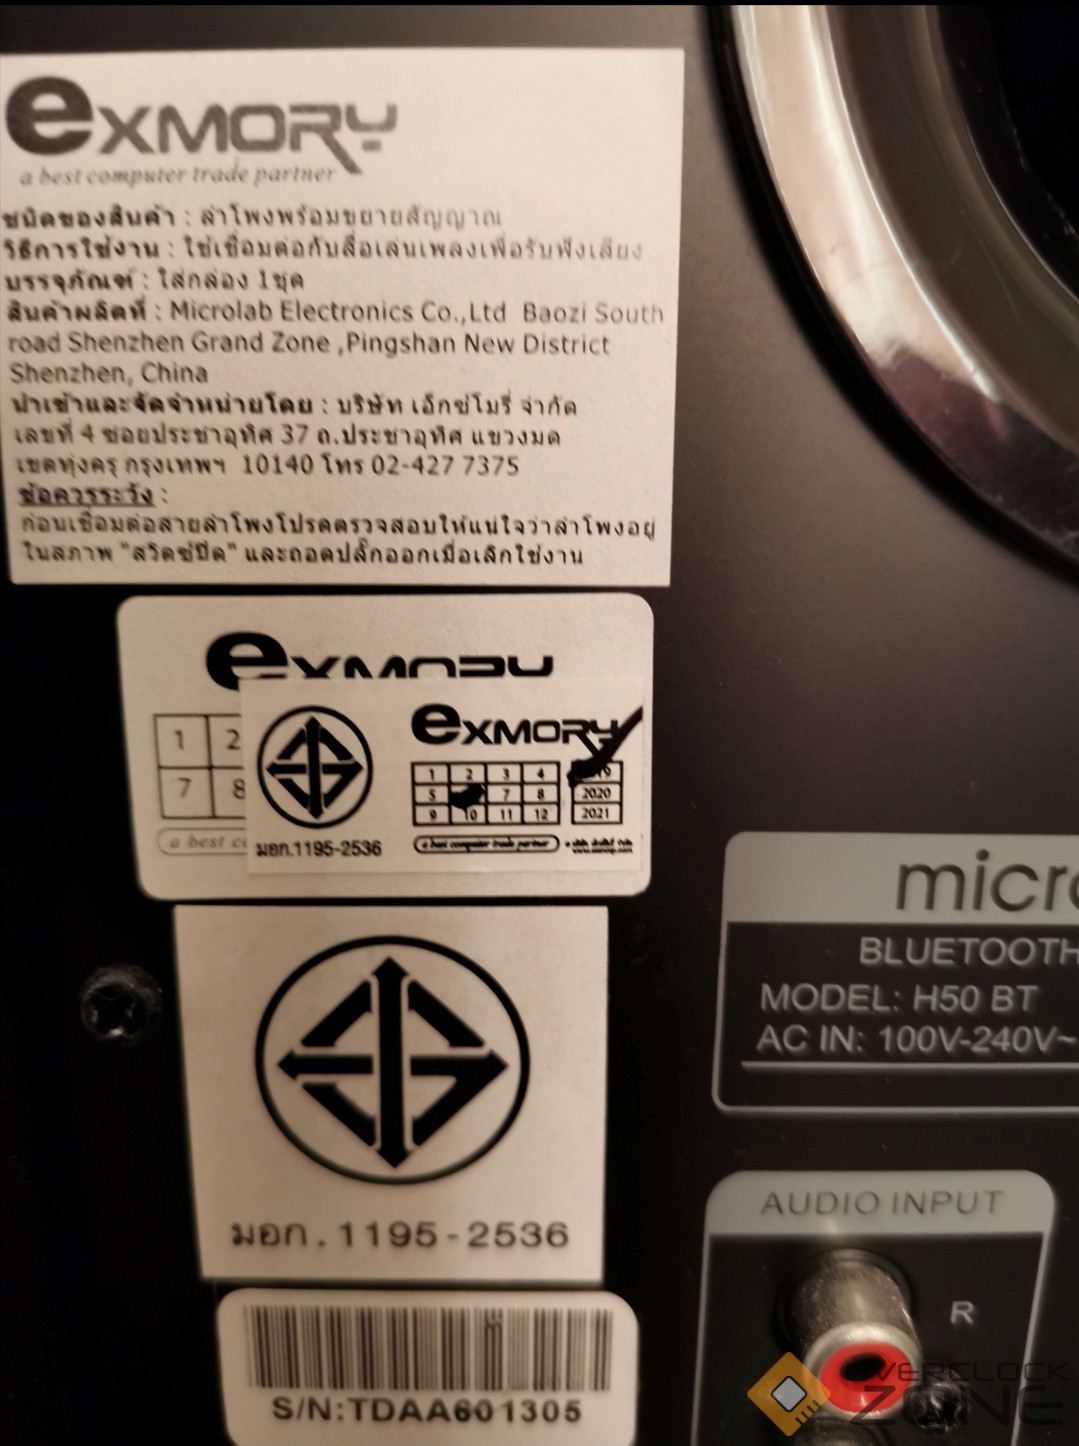 exmory
a best computer trade partner
ชนิดของสินค้า : ลำโพงพร้อมขยายสัญญาณ
วิธีการใช้งาน : ใช้เชื่อมต่อกับสื่อเล่นเพลงเพื่อรับฟังเสียง
บรรจุภัณฑ์ : ใส่กล่อง 1ชุด
สินค้าผลิตที่ : Microlab Electronics Co.,Ltd Baozi South
road Shenzhen Grand Zone ,Pingshan New District
Shenzhen, China
นำเข้าและจัดจำหน่ายโดย : บริษัท เอ็กซ์โมรี่ จำกัด
เลขที่ 4 ซอยประชาอุทิศ 37 ถ.ประชาอุทิศ แขวงมด
เขตทุ่งครุ กรุงเทพฯ 10140 โทร 02-427 7375
ข้อควรระวัง :
ก่อนเชื่อมต่อสายลำโพงโปรดตรวจสอบให้แน่ใจว่าลำโพงอยู่
ในสภาพ "สวิตช์ปิด" และถอดปลั๊กออกเมื่อเลิกใช้งาน
exmory
1 2
7 8
a best
exmory
1 2 3 4
5 7 8 2020
9 10 11 12 2021
a best computer trade partner
มอก.1195-2536
มอก. 1195-2536
S/N:TDAA601305
micro
BLUETOOTH
MODEL: H50 BT
AC IN: 100V-240V~
AUDIO INPUT
R
OVERCLOCK
ZONE